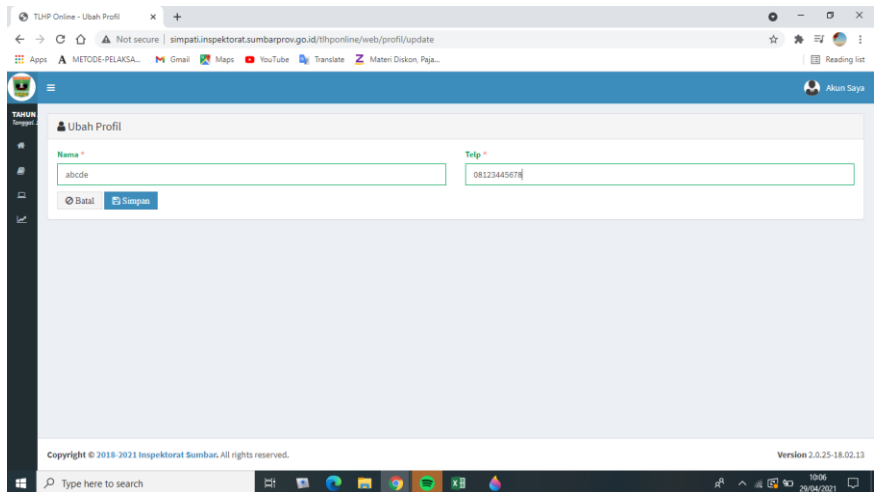 TLHP Online - Ubah Profil
Not secure simpati.inspektorat.sumbarprov.go.id/tlhponline/web/profil/update
Apps METODE-PELAKSA... Gmail Maps YouTube Translate Materi Diskon, Paja... Reading list
Akun Saya
TAHUN
Tanggal
Ubah Profil
Nama * Telp *
abcde 08123445678
Batal Simpan
Copyright © 2018-2021 Inspektorat Sumbar. All rights reserved. Version 2.0.25-18.02.13
Type here to search 10:06
29/04/2021